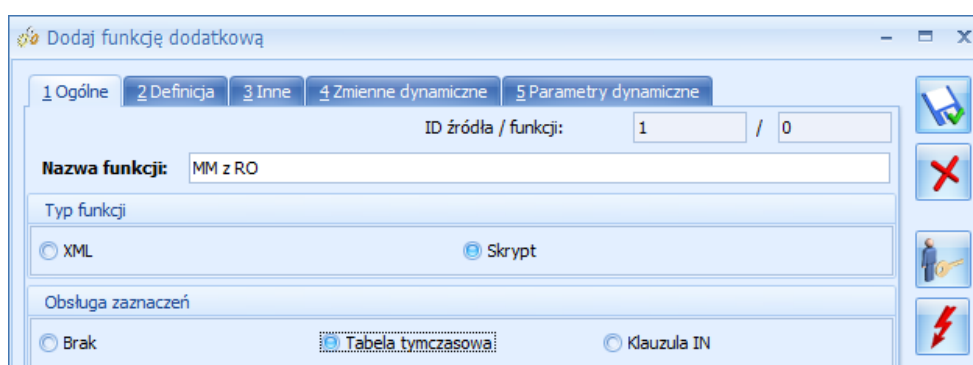 Dodaj funkcję dodatkową
1 Ogólne 2 Definicja 3 Inne 4 Zmienne dynamiczne 5 Parametry dynamiczne
ID źródła / funkcji: 1 / 0
Nazwa funkcji: MM z RO
Typ funkcji
XML Skrypt
Obsługa zaznaczeń
Brak Tabela tymczasowa Klauzula IN